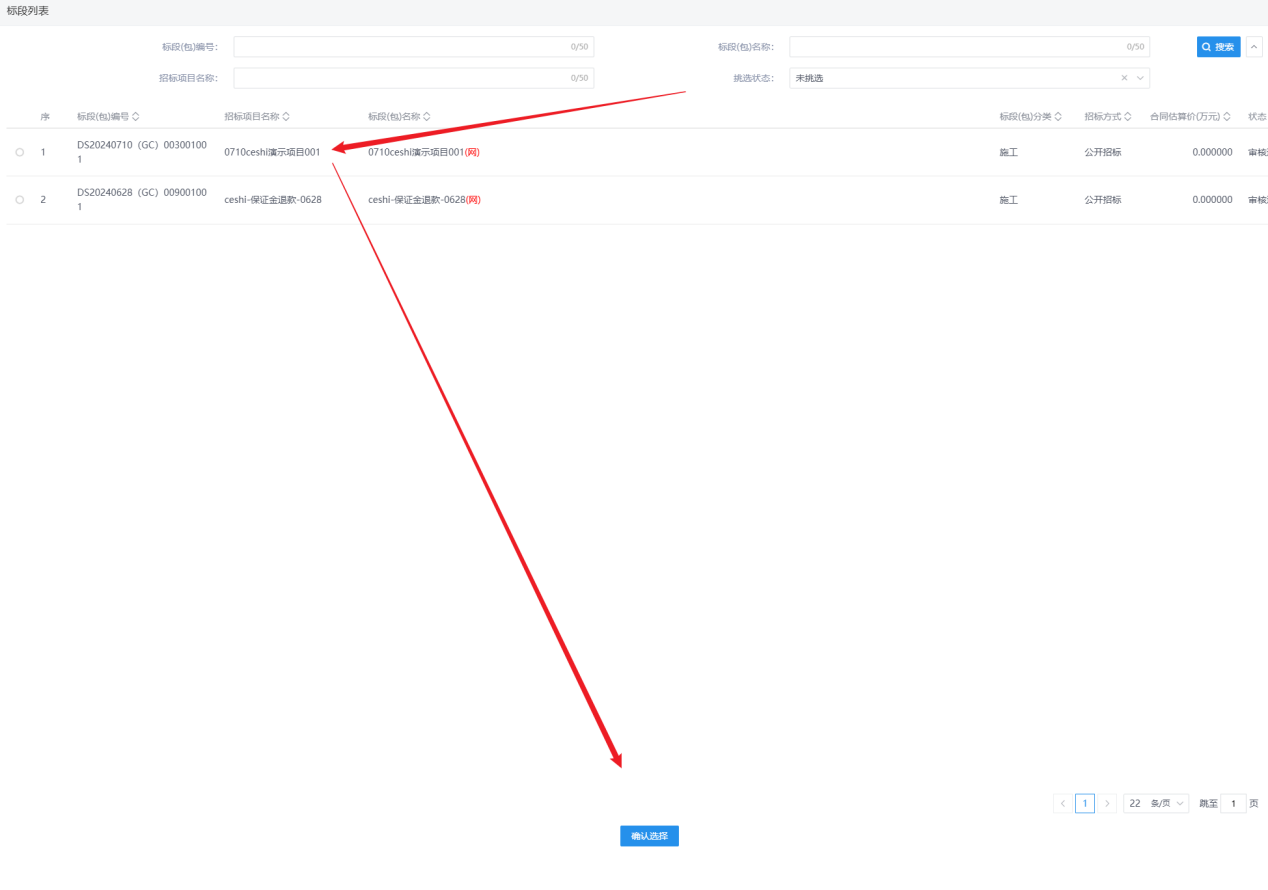 标段列表
标段(包)编号： 0/50 标段(包)名称： 0/50 搜索
招标项目名称： 0/50 挑选状态： 未挑选
序 标段(包)编号 招标项目名称 标段(包)名称 标段(包)分类 招标方式 合同估算价(万元) 状态
1 DS20240710（GC）00300100
1 0710ceshi演示项目001 0710ceshi演示项目001(网) 施工 公开招标 0.000000 审核
2 DS20240628（GC）00900100
1 ceshi-保证金退款-0628 ceshi-保证金退款-0628(网) 施工 公开招标 0.000000 审核
1 22 条/页 跳至 1 页
确认选择